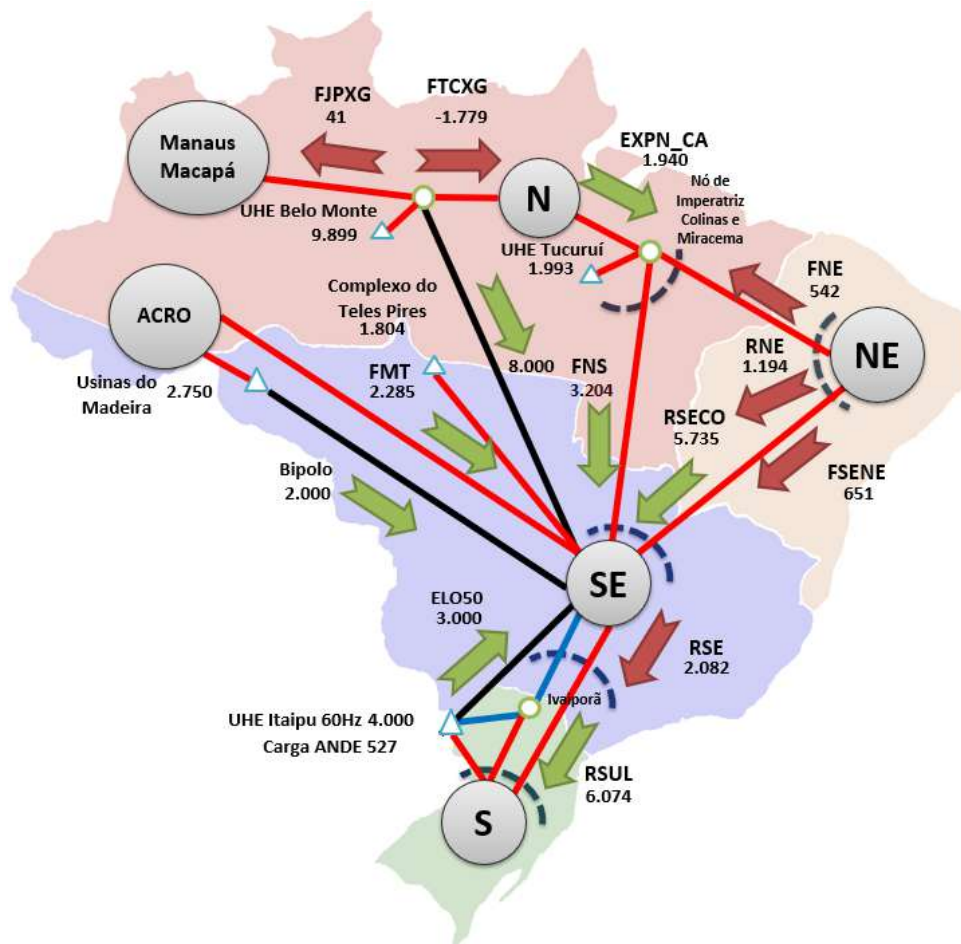 FJPXG
41
FTCXG
-1.779
Manaus
Macapá
N
EXPN_CA
1.940
Nó de
Imperatriz
Colinas e
Miracema
UHE Belo Monte
9.899
UHE Tucuruí
1.993
FNE
542
ACRO
Complexo do
Teles Pires
1.804
8.000
FNS
3.204
RNE
1.194
NE
Usinas do
Madeira
2.750
FMT
2.285
RSECO
5.735
FSENE
651
Bipolo
2.000
SE
ELO50
3.000
RSE
2.082
Ivaiporã
UHE Itaipu 60Hz 4.000
Carga ANDE 527
RSUL
6.074
S